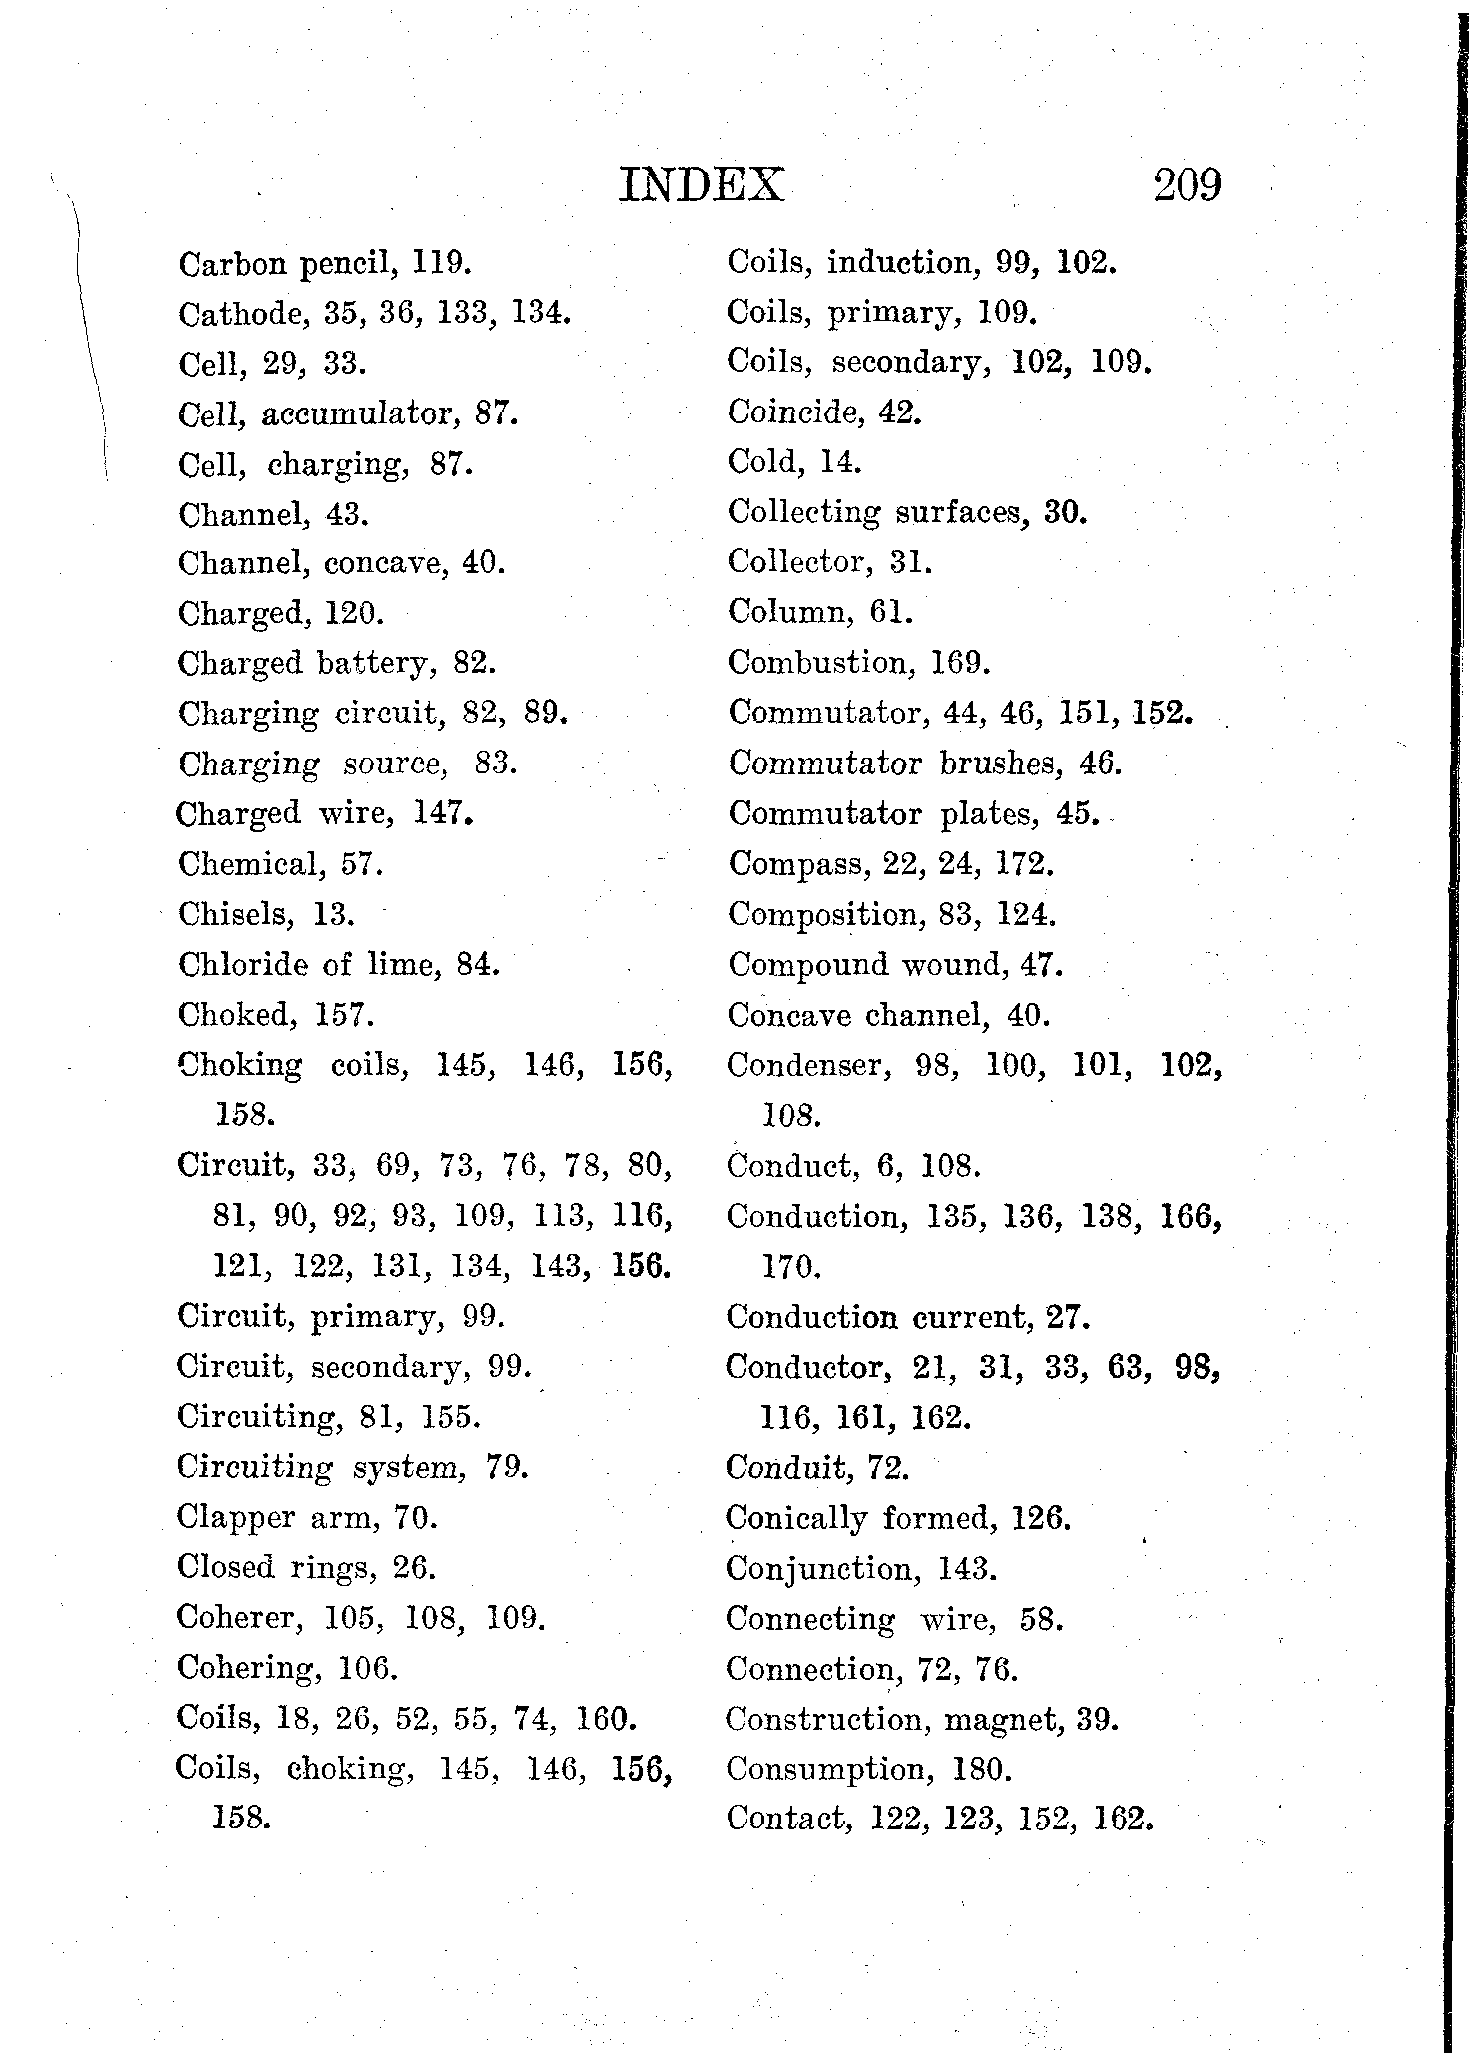 INDEX 209
Carbon pencil, 119.
Cathode, 35, 36, 133, 134.
Cell, 29, 33.
Cell, accumulator, 87.
Cell, charging, 87.
Channel, 43.
Channel, concave, 40.
Charged, 120.
Charged battery, 82.
Charging circuit, 82, 89.
Charging source, 83.
Charged wire, 147.
Chemical, 57.
Chisels, 13.
Chloride of lime, 84.
Choked, 157.
Choking coils, 145, 146, 156,
158.
Circuit, 33, 69, 73, 76, 78, 80,
81, 90, 92, 93, 109, 113, 116,
121, 122, 131, 134, 143, 156.
Circuit, primary, 99.
Circuit, secondary, 99.
Circuiting, 81, 155.
Circuiting system, 79.
Clapper arm, 70.
Closed rings, 26.
Coherer, 105, 108, 109.
Cohering, 106.
Coils, 18, 26, 52, 55, 74, 160.
Coils, choking, 145, 146, 156,
158.
Coils, induction, 99, 102.
Coils, primary, 109.
Coils, secondary, 102, 109.
Coincide, 42.
Cold, 14.
Collecting surfaces, 30.
Collector, 31.
Column, 61.
Combustion, 169.
Commutator, 44, 46, 151, 152.
Commutator brushes, 46.
Commutator plates, 45.
Compass, 22, 24, 172.
Composition, 83, 124.
Compound wound, 47.
Concave channel, 40.
Condenser, 98, 100, 101, 102,
108.
Conduct, 6, 108.
Conduction, 135, 136, 138, 166,
170.
Conduction current, 27.
Conductor, 21, 31, 33, 63, 98,
116, 161, 162.
Conduit, 72.
Conically formed, 126.
Conjunction, 143.
Connecting wire, 58.
Connection, 72, 76.
Construction, magnet, 39.
Consumption, 180.
Contact, 122, 123, 152, 162.